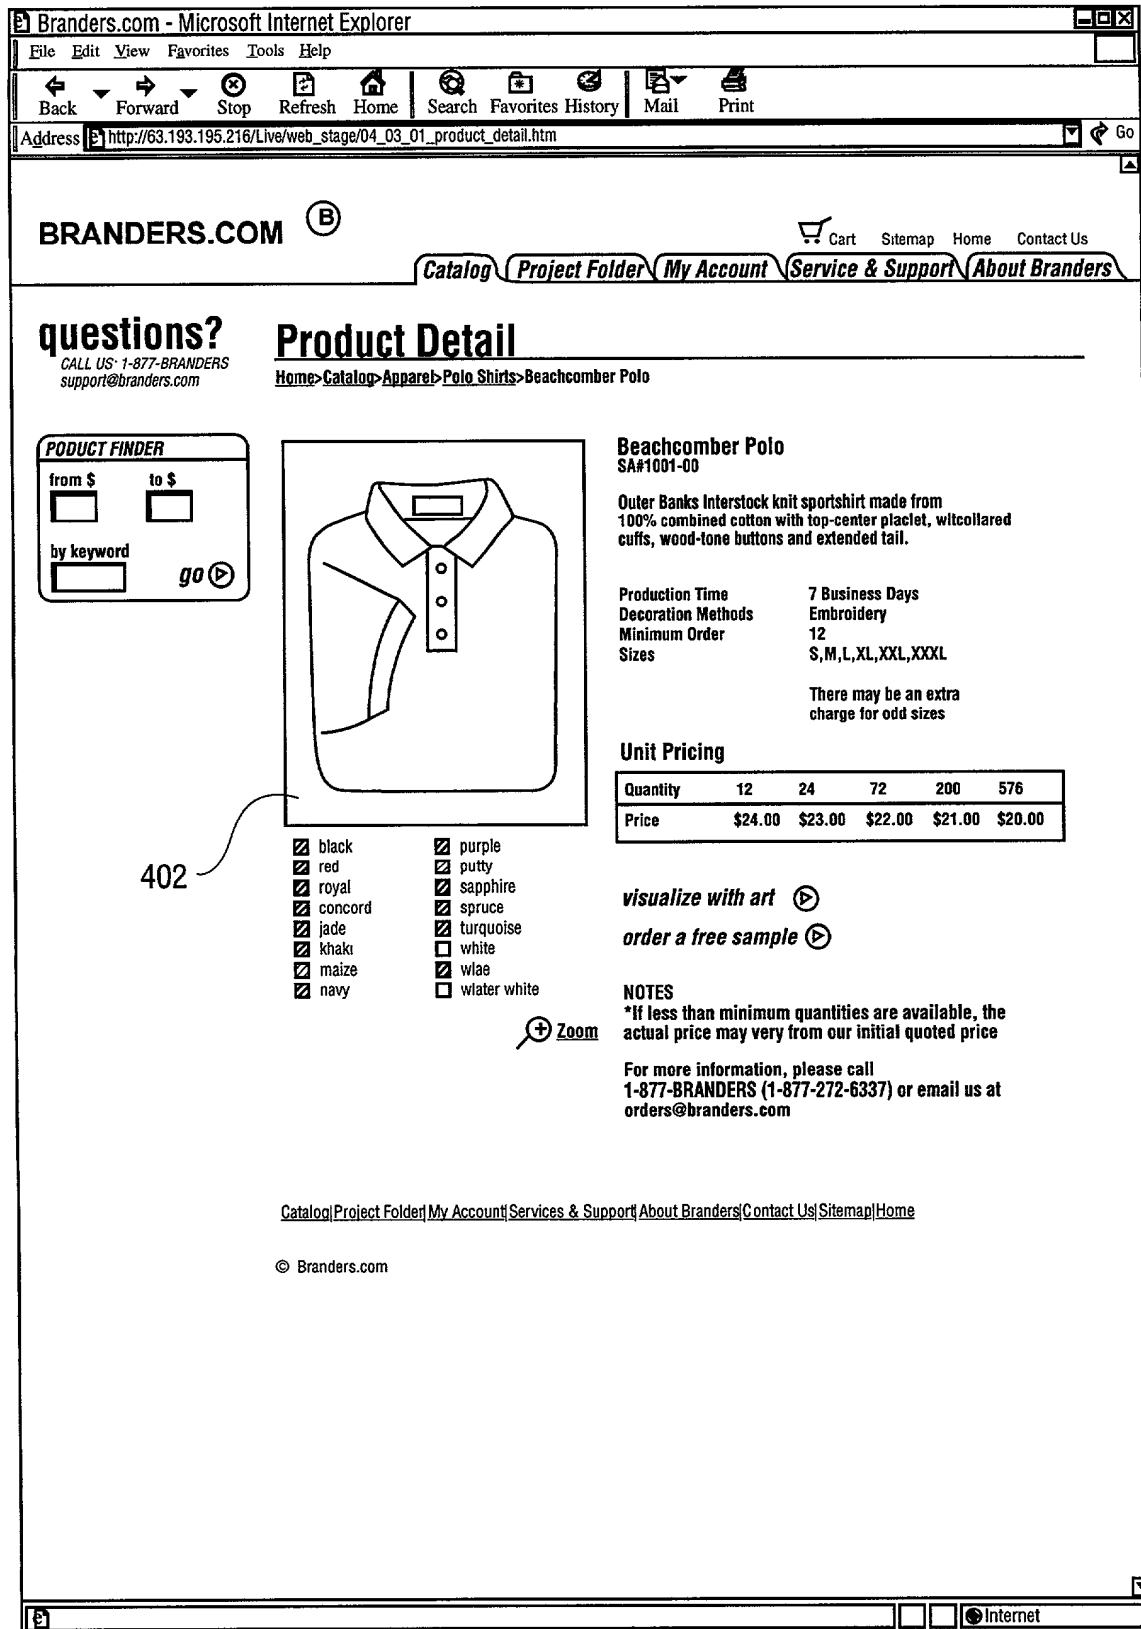 Branders.com - Microsoft Internet Explorer
File Edit View Favorites Tools Help
Back Forward Stop Refresh Home Search Favorites History Mail Print
Address http://63.193.195.216/Live/web_stage/04_03_01_product_detail.htm Go
BRANDERS.COM B
Cart Sitemap Home Contact Us
Catalog Project Folder My Account Service & Support About Branders
questions?
CALL US· 1-877-BRANDERS
support@branders.com
Product Detail
Home>Catalog>Apparel>Polo Shirts>Beachcomber Polo
PODUCT FINDER
from $ to $
by keyword
go
402
black
red
royal
concord
jade
khaki
maize
navy
purple
putty
sapphire
spruce
turquoise
white
wlae
wlater white
Zoom
Beachcomber Polo
SA#1001-00
Outer Banks Interstock knit sportshirt made from
100% combined cotton with top-center placlet, witcollared
cuffs, wood-tone buttons and extended tail.
Production Time 7 Business Days
Decoration Methods Embroidery
Minimum Order 12
Sizes S,M,L,XL,XXL,XXXL
There may be an extra
charge for odd sizes
Unit Pricing
Quantity 12 24 72 200 576
Price $24.00 $23.00 $22.00 $21.00 $20.00
visualize with art
order a free sample
NOTES
*If less than minimum quantities are available, the
actual price may very from our initial quoted price
For more information, please call
1-877-BRANDERS (1-877-272-6337) or email us at
orders@branders.com
Catalog|Project Folder|My Account|Services & Support|About Branders|Contact Us|Sitemap|Home
© Branders.com
Internet